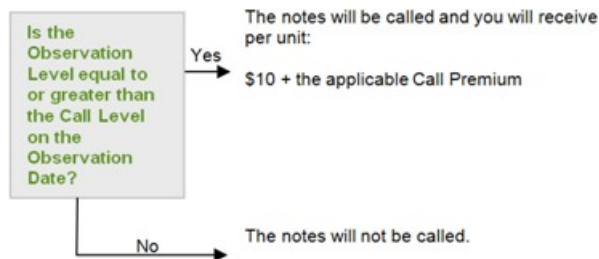 Is the
Observation
Level equal to
or greater than
the Call Level
on the
Observation
Date?
Yes
The notes will be called and you will receive
per unit:
$10 + the applicable Call Premium
No
The notes will not be called.